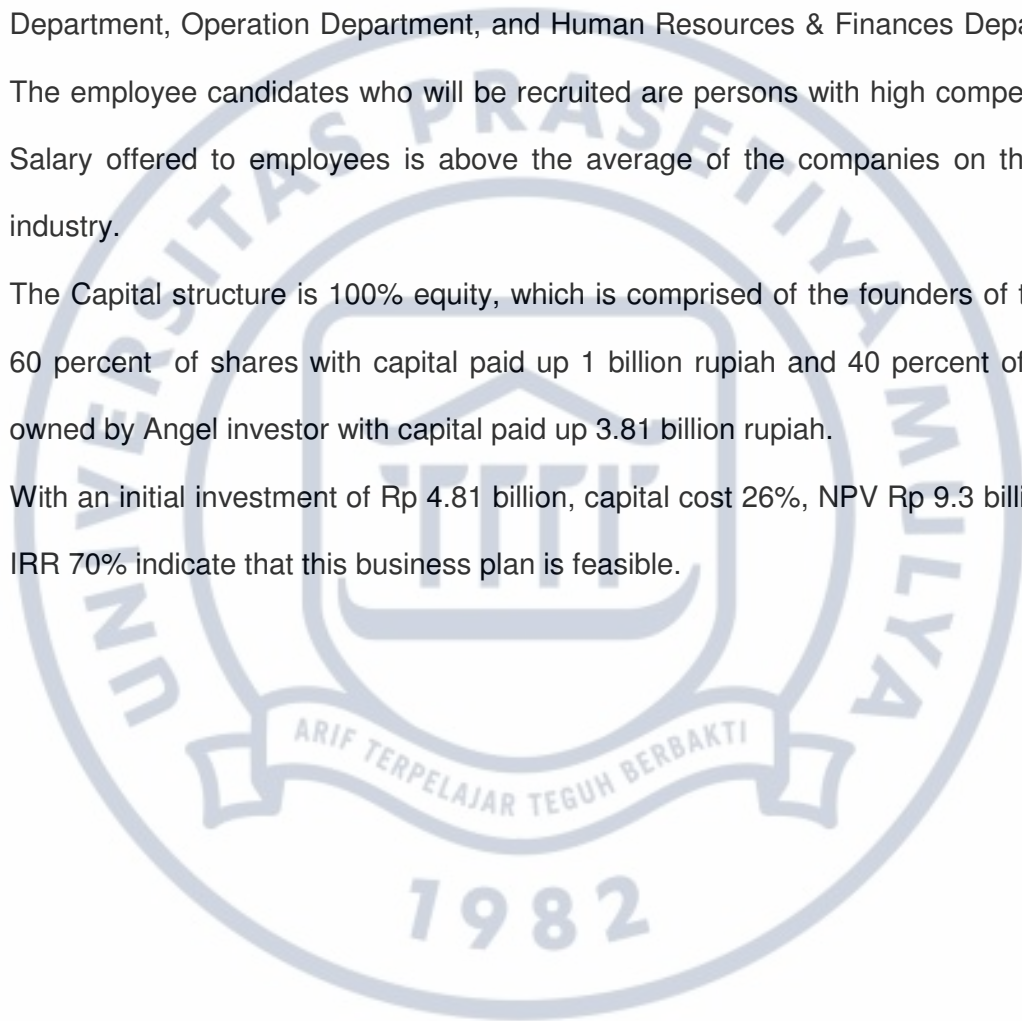 Department, Operation Department, and Human Resources & Finances Depa
The employee candidates who will be recruited are persons with high compe
Salary offered to employees is above the average of the companies on th
industry.
The Capital structure is 100% equity, which is comprised of the founders of
60 percent of shares with capital paid up 1 billion rupiah and 40 percent of
owned by Angel investor with capital paid up 3.81 billion rupiah.
With an initial investment of Rp 4.81 billion, capital cost 26%, NPV Rp 9.3 billi
IRR 70% indicate that this business plan is feasible.
UNIVERSITAS PRASETIYA MULYA
ARIF TERPELAJAR TEGUH BERBAKTI
1982